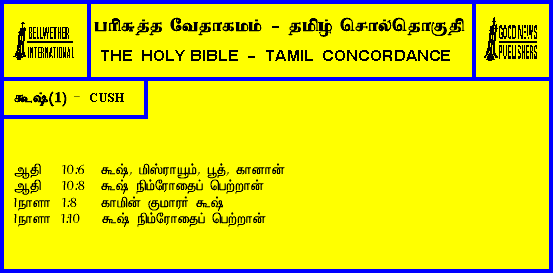 BELLWETHER
INTERNATIONAL
பரிசுத்த வேதாகமம் - தமிழ் சொல்தொகுதி
THE HOLY BIBLE - TAMIL CONCORDANCE
GOOD NEWS
PUBLISHERS
கூஷ்(1) - CUSH
ஆதி 10:6 கூஷ், மிஸ்ராயூம், பூத், கானான்
ஆதி 10:8 கூஷ் நிம்ரோதைப் பெற்றான்
1நாளா 1:8 காமின் குமாரர் கூஷ்
1நாளா 1:10 கூஷ் நிம்ரோதைப் பெற்றான்